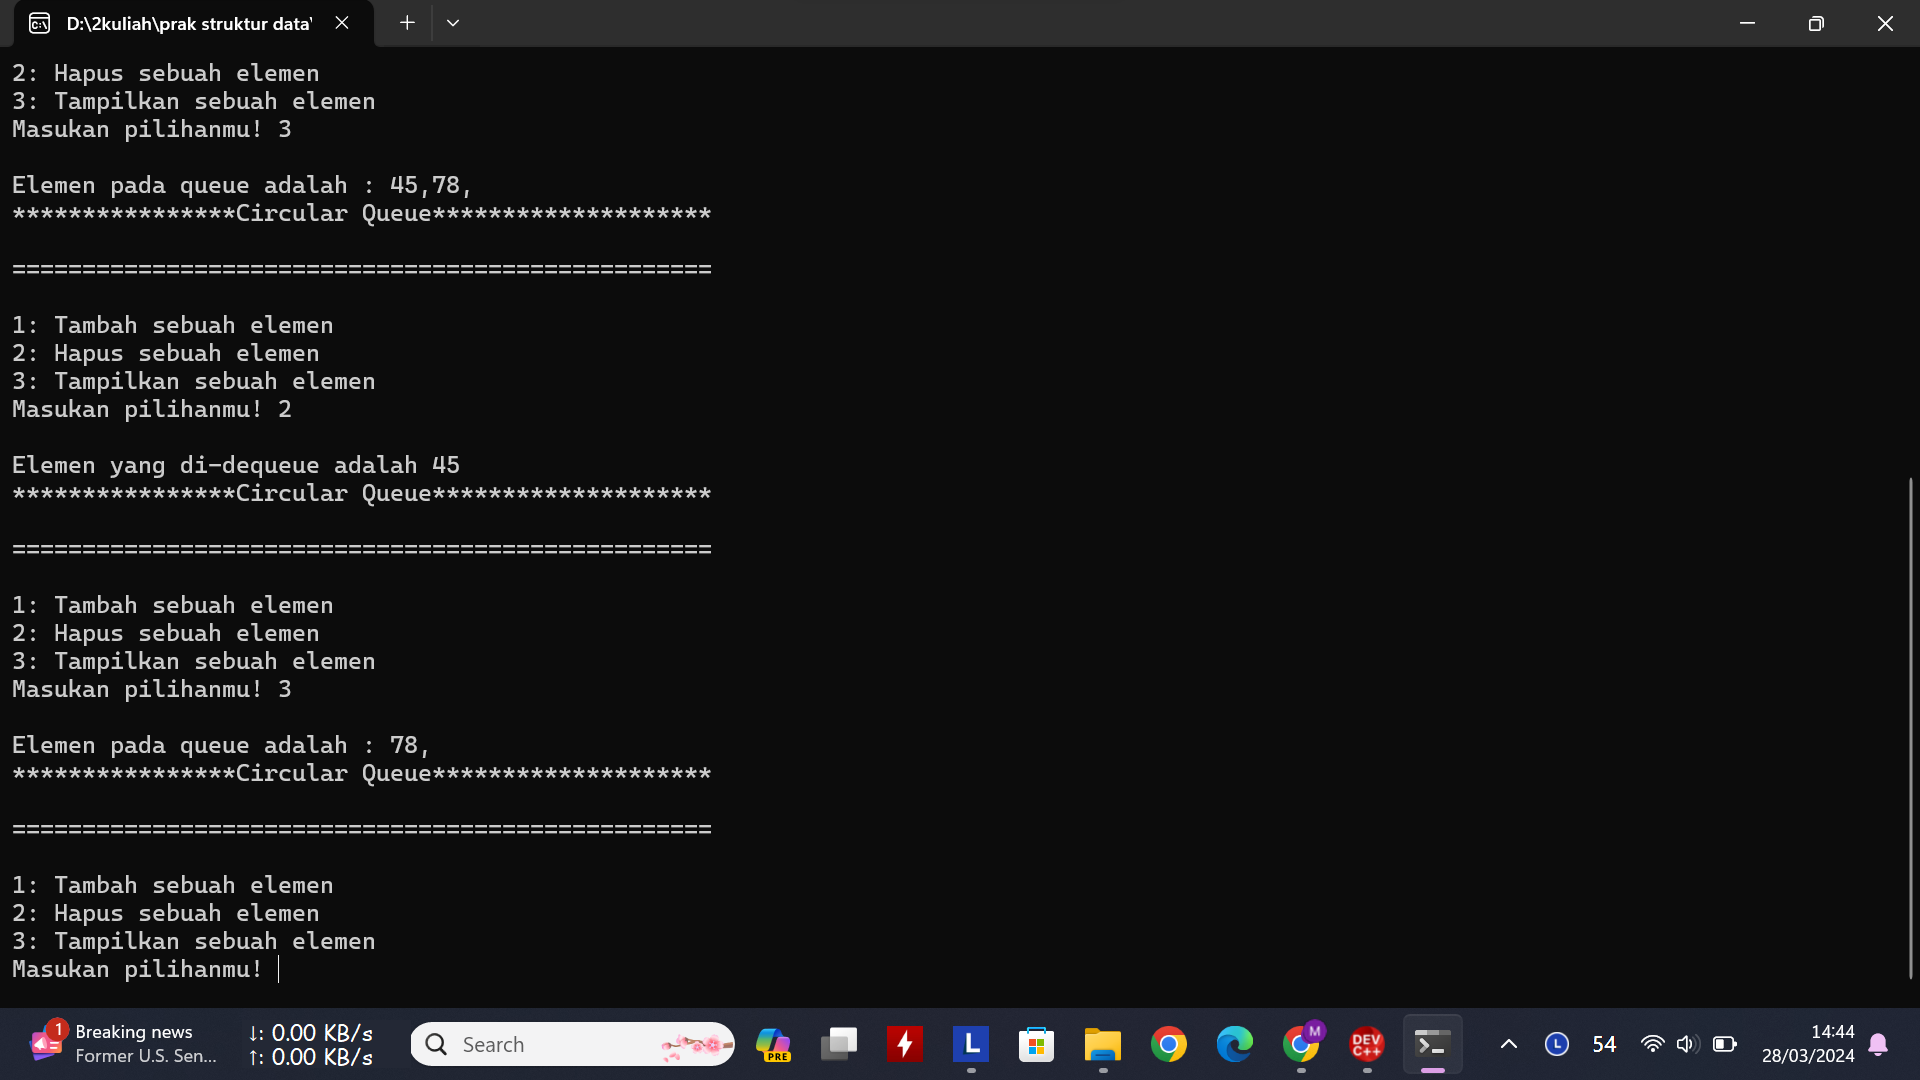 D:\2kuliah\prak struktur data\
2: Hapus sebuah elemen
3: Tampilkan sebuah elemen
Masukan pilihanmu! 3
Elemen pada queue adalah : 45,78,
****************Circular Queue********************
==================================================
1: Tambah sebuah elemen
2: Hapus sebuah elemen
3: Tampilkan sebuah elemen
Masukan pilihanmu! 2
Elemen yang di-dequeue adalah 45
****************Circular Queue********************
==================================================
1: Tambah sebuah elemen
2: Hapus sebuah elemen
3: Tampilkan sebuah elemen
Masukan pilihanmu! 3
Elemen pada queue adalah : 78,
****************Circular Queue********************
==================================================
1: Tambah sebuah elemen
2: Hapus sebuah elemen
3: Tampilkan sebuah elemen
Masukan pilihanmu!
1
Breaking news
Former U.S. Sen...
↓: 0.00 KB/s
↑: 0.00 KB/s
Search
PRE
L
M
DEV
C++
L
54
14:44
28/03/2024